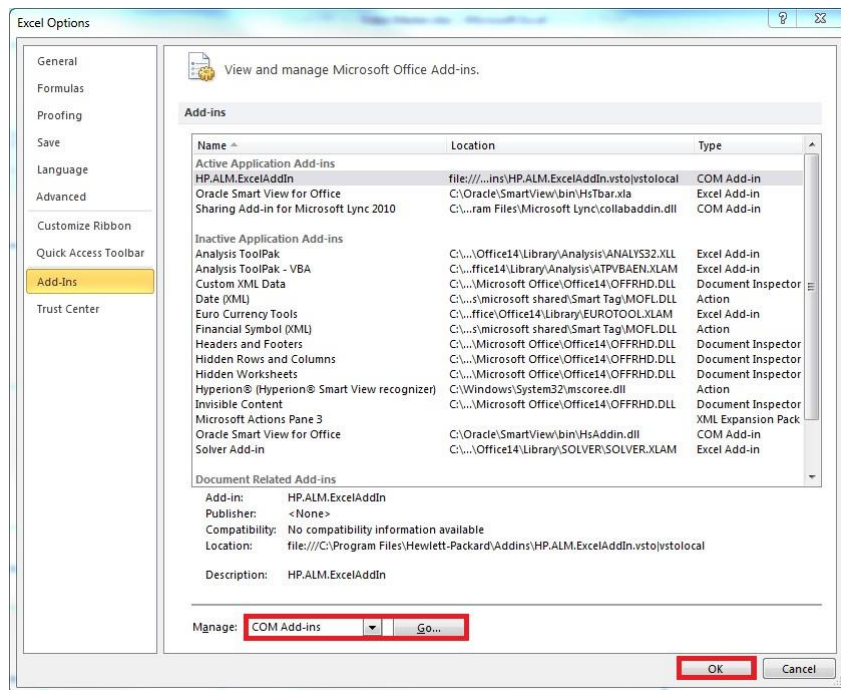 Excel Options
General
Formulas
Proofing
Save
Language
Advanced
Customize Ribbon
Quick Access Toolbar
Add-Ins
Trust Center
View and manage Microsoft Office Add-ins.
Add-ins
Name Location Type
Active Application Add-ins
HP.ALM.ExcelAddIn file:///...ins\HP.ALM.ExcelAddIn.vsto|vstolocal COM Add-in
Oracle Smart View for Office C:\Oracle\SmartView\bin\HsTbar.xla Excel Add-in
Sharing Add-in for Microsoft Lync 2010 C:\...ram Files\Microsoft Lync\collabaddin.dll COM Add-in
Inactive Application Add-ins
Analysis ToolPak C:\...\Office14\Library\Analysis\ANALYS32.XLL Excel Add-in
Analysis ToolPak - VBA C:\...ffice14\Library\Analysis\ATPVBAEN.XLAM Excel Add-in
Custom XML Data C:\...\Microsoft Office\Office14\OFFRHD.DLL Document Inspector
Date (XML) C:\...s\microsoft shared\Smart Tag\MOFL.DLL Action
Euro Currency Tools C:\...ffice\Office14\Library\EUROTOOL.XLAM Excel Add-in
Financial Symbol (XML) C:\...s\microsoft shared\Smart Tag\MOFL.DLL Action
Headers and Footers C:\...\Microsoft Office\Office14\OFFRHD.DLL Document Inspector
Hidden Rows and Columns C:\...\Microsoft Office\Office14\OFFRHD.DLL Document Inspector
Hidden Worksheets C:\...\Microsoft Office\Office14\OFFRHD.DLL Document Inspector
Hyperion® (Hyperion® Smart View recognizer) C:\Windows\System32\mscoree.dll Action
Invisible Content C:\...\Microsoft Office\Office14\OFFRHD.DLL Document Inspector
Microsoft Actions Pane 3 XML Expansion Pack
Oracle Smart View for Office C:\Oracle\SmartView\bin\HsAddin.dll COM Add-in
Solver Add-in C:\...\Office14\Library\SOLVER\SOLVER.XLAM Excel Add-in
Document Related Add-ins
Add-in: HP.ALM.ExcelAddIn
Publisher: <None>
Compatibility: No compatibility information available
Location: file:///C:\Program Files\Hewlett-Packard\Addins\HP.ALM.ExcelAddIn.vsto|vstolocal
Description: HP.ALM.ExcelAddIn
Manage: COM Add-ins Go...
OK Cancel